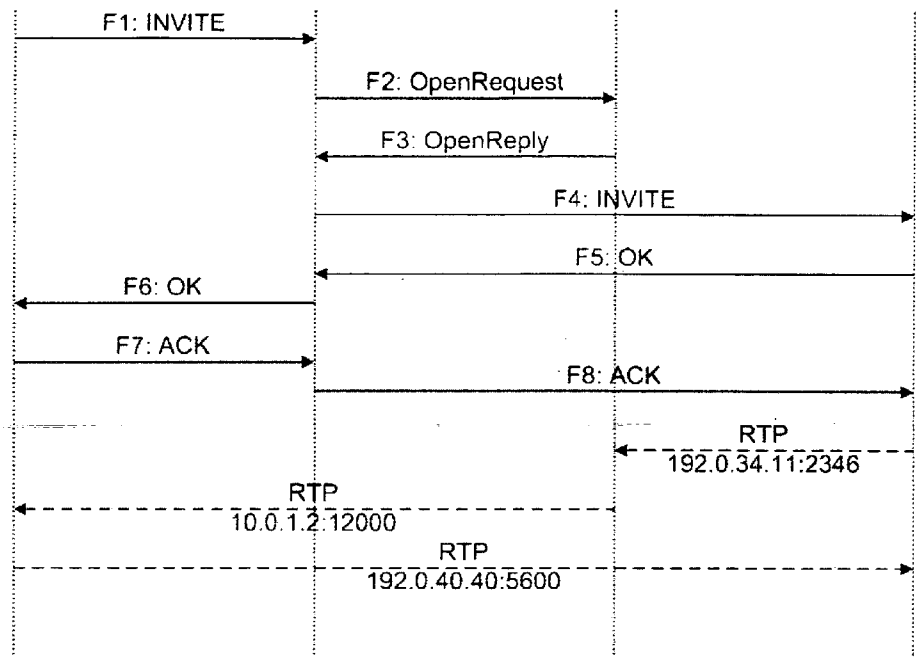 F1: INVITE
F2: OpenRequest
F3: OpenReply
F4: INVITE
F5: OK
F6: OK
F7: ACK
F8: ACK
RTP
192.0.34.11:2346
RTP
10.0.1.2:12000
RTP
192.0.40.40:5600